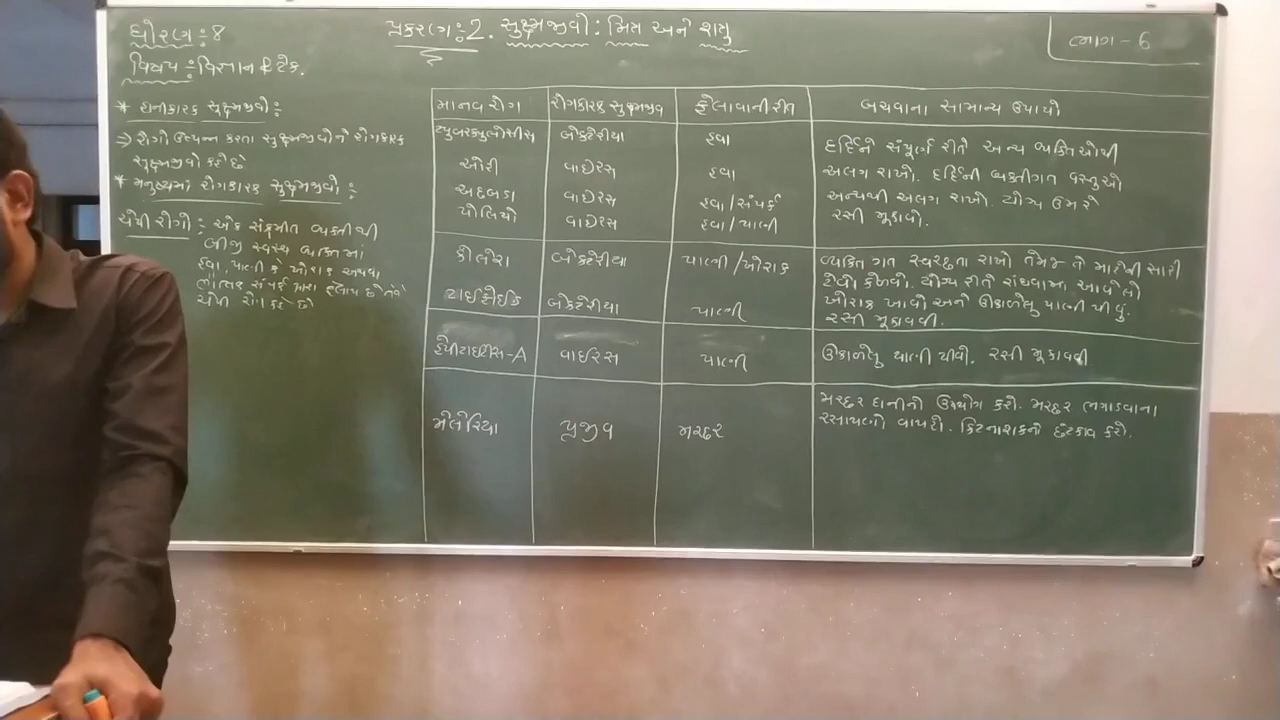 ધોરણ : 8
પ્રકરણ : 2. સુક્ષ્મજીવો : મિત્ર અને શત્રુ
ભાગ - 6
વિષય : વિજ્ઞાન & ટેક.
* હાનીકારક સુક્ષ્મજીવો :
→ રોગો ઉત્પન્ન કરતા સુક્ષ્મજીવોને રોગકારક
સુક્ષ્મજીવો કહે છે
* મનુષ્યમાં રોગકારક સુક્ષ્મજીવો :
ચેપી રોગો : એક સંક્રમીત વ્યક્તીથી
બીજી સ્વસ્થ વ્યક્તિમાં
હવા, પાણી કે ખોરાક અથવા
ભૌતિક સંપર્ક દ્વારા ફેલાય છે તેને
ચેપી રોગ કહે છે
માનવ રોગ રોગકારક સુક્ષ્મજીવ ફેલાવાની રીત બચવાના સામાન્ય ઉપાયો
ટ્યુબરક્યુલોસીસ બેક્ટેરીયા હવા
ઓરી વાઇરસ હવા
અછબડા વાઇરસ હવા/સંપર્ક
પોલિયો વાઇરસ હવા/પાણી
દર્દીને સંપૂર્ણ રીતે અન્ય વ્યક્તિઓથી
અલગ રાખો. દર્દીની વ્યક્તીગત વસ્તુઓ
અન્યથી અલગ રાખો. યોગ્ય ઉંમરે
રસી મૂકાવો.
કોલેરા બેક્ટેરીયા પાણી/ખોરાક
ટાઇફોઇડ બેક્ટેરીયા પાણી
વ્યક્તિ ગત સ્વચ્છતા રાખો તેમજ તે માટેની સારી
ટેવો કેળવો. યોગ્ય રીતે રાંધવામાં આવેલો
ખોરાક ખાવો અને ઊકાળેલુ પાણી પીવું.
રસી મૂકાવવી.
હેપીટાઇટીસ-A વાઇરસ પાણી ઊકાળેલુ પાણી પીવો. રસી મૂકાવવી
મેલેરિયા પ્રજીવ મચ્છર
મચ્છર દાનીનો ઉપયોગ કરો. મચ્છર ભગાડવાના
રસાયણો વાપરો. કિટનાશકનો છંટકાવ કરો.